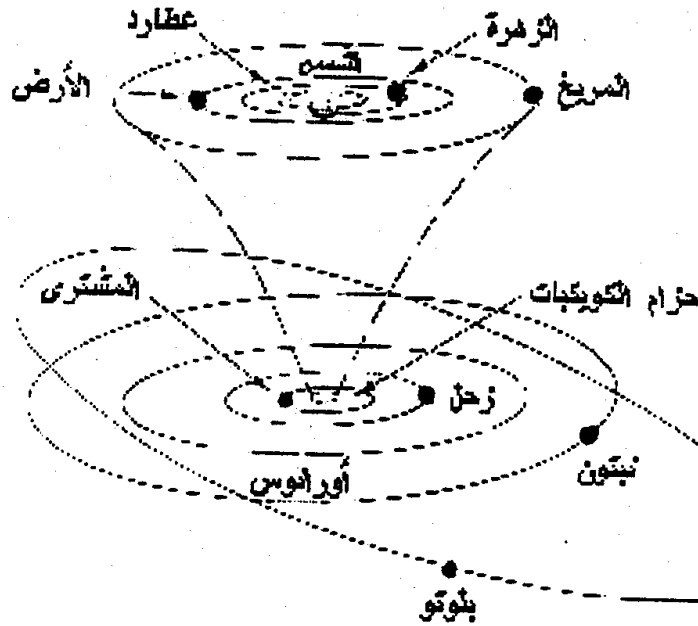 عطارد
الزهرة
الشمس
الأرض
المريخ
المشترى
حزام الكويكبات
زحل
أورانوس
نبتون
بلوتو